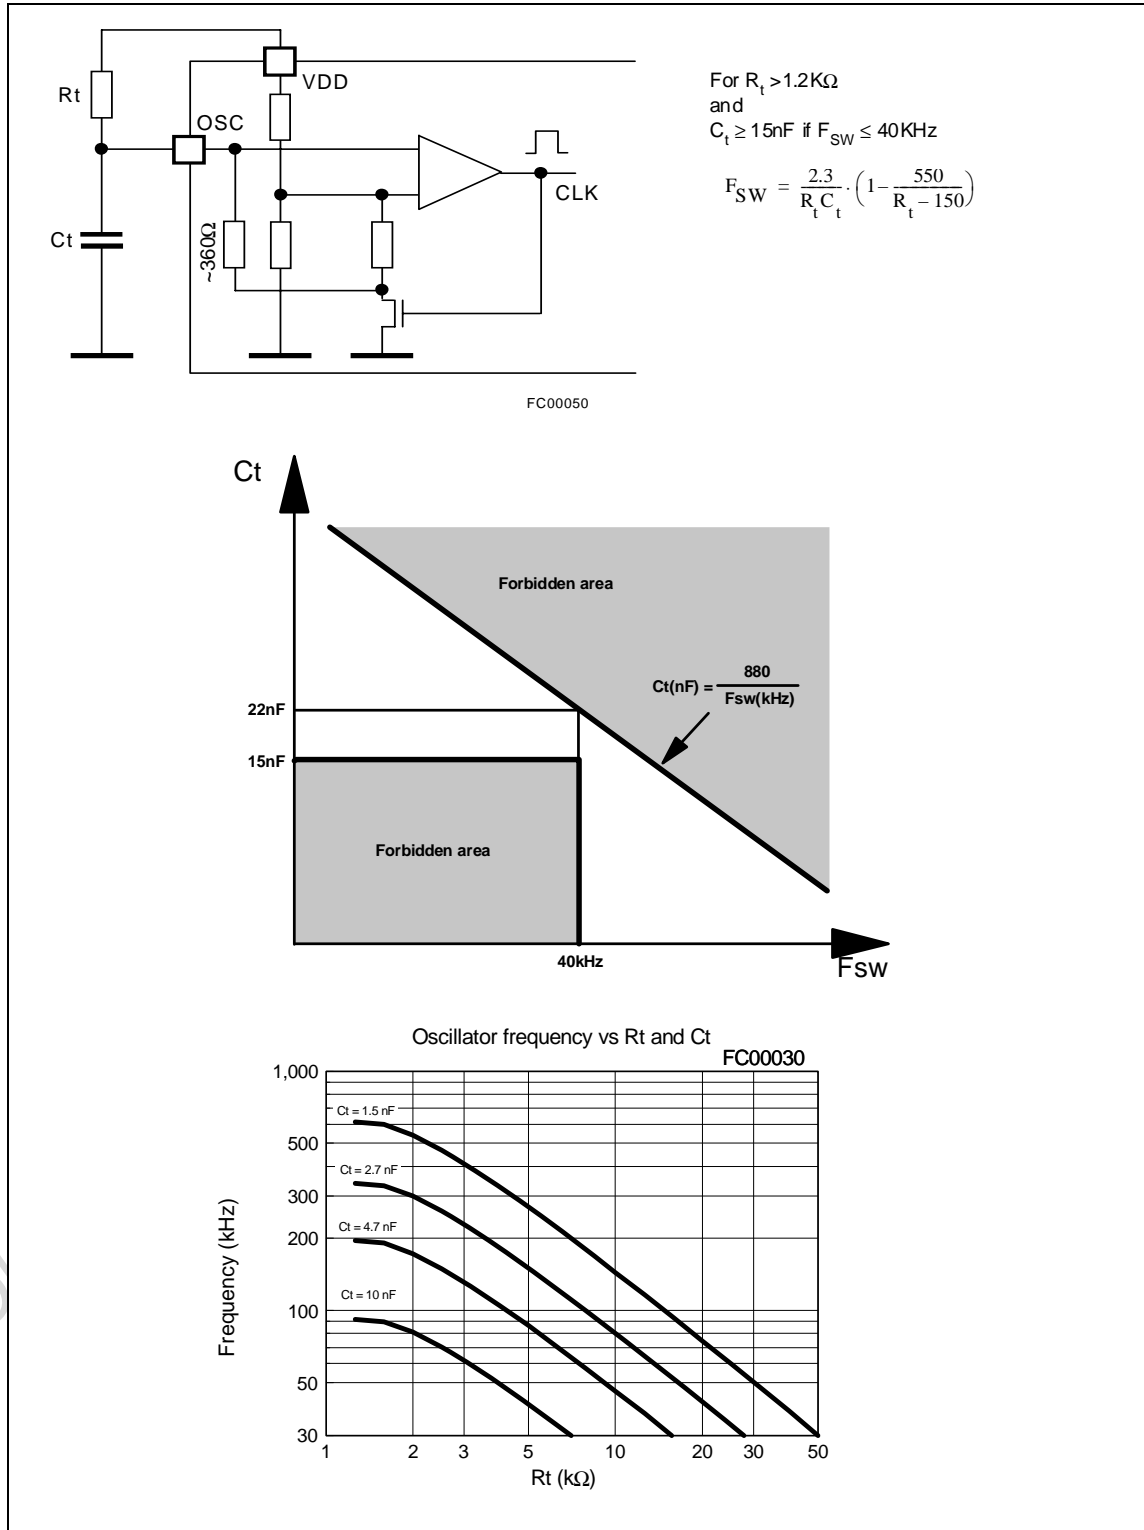 Rt
VDD
OSC
CLK
Ct
~360Ω
FC00050
For Rt >1.2KΩ
and
Ct ≥ 15nF if FSW ≤ 40KHz
FSW = 2.3 / RtCt · (1 − 550 / Rt − 150)
Ct
Forbidden area
Ct(nF) = 880 / Fsw(kHz)
22nF
15nF
Forbidden area
40kHz
Fsw
Oscillator frequency vs Rt and Ct
FC00030
1,000
Ct = 1.5 nF
500
Ct = 2.7 nF
300
Ct = 4.7 nF
200
Ct = 10 nF
100
50
30
Frequency (kHz)
1 2 3 5 10 20 30 50
Rt (kΩ)